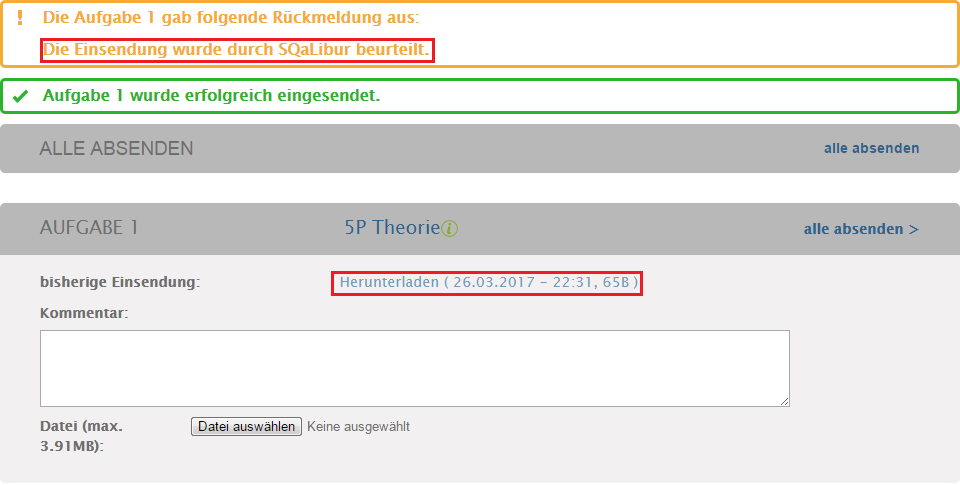 Die Aufgabe 1 gab folgende Rückmeldung aus:
Die Einsendung wurde durch SQaLibur beurteilt.
Aufgabe 1 wurde erfolgreich eingesendet.
ALLE ABSENDEN alle absenden
AUFGABE 1 5P Theorie alle absenden >
bisherige Einsendung: Herunterladen ( 26.03.2017 - 22:31, 65B )
Kommentar:
Datei (max. 3.91MB): Datei auswählen Keine ausgewählt